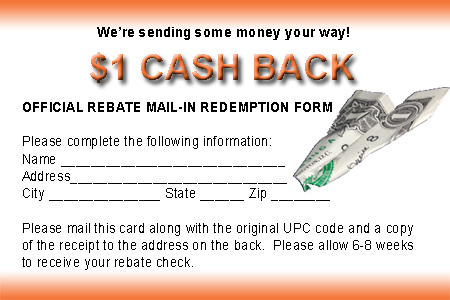 We're sending some money your way!
$1 CASH BACK
OFFICIAL REBATE MAIL-IN REDEMPTION FORM
Please complete the following information:
Name ____________________________
Address___________________________
City ______________ State ______ Zip ________
Please mail this card along with the original UPC code and a copy
of the receipt to the address on the back.  Please allow 6-8 weeks
to receive your rebate check.